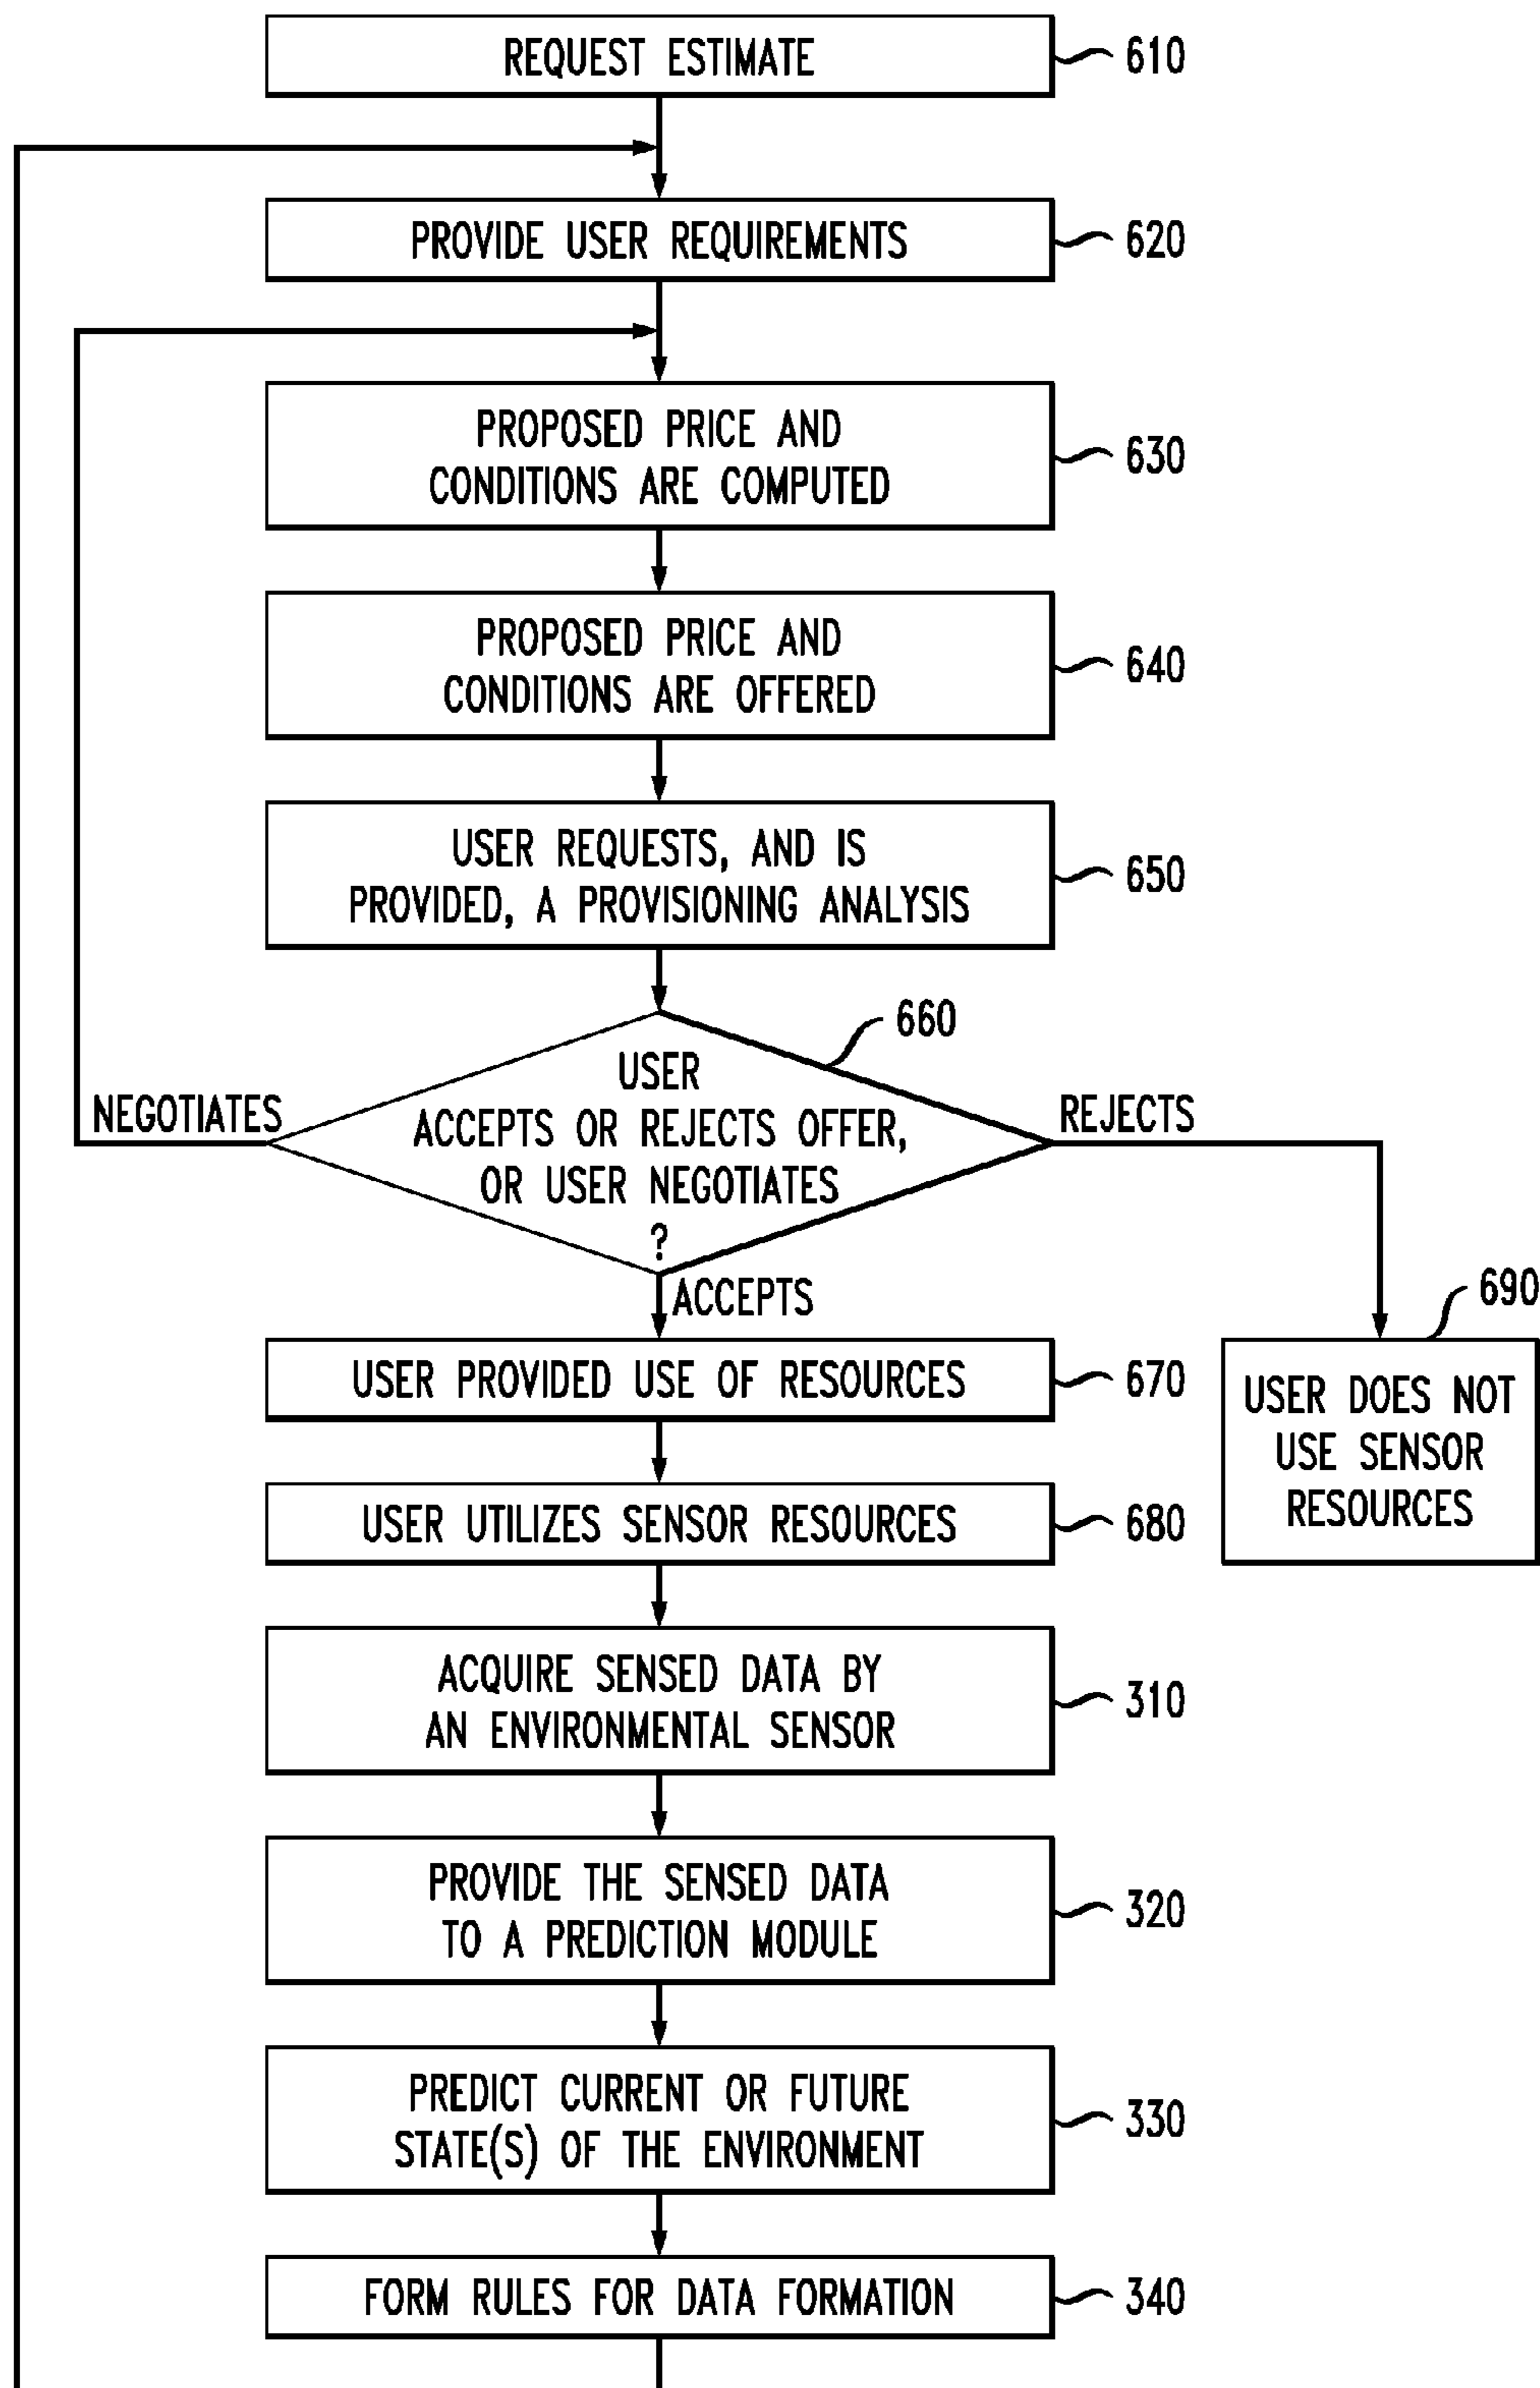 REQUEST ESTIMATE
610
PROVIDE USER REQUIREMENTS
620
PROPOSED PRICE AND
CONDITIONS ARE COMPUTED
630
PROPOSED PRICE AND
CONDITIONS ARE OFFERED
640
USER REQUESTS, AND IS
PROVIDED, A PROVISIONING ANALYSIS
650
660
USER
ACCEPTS OR REJECTS OFFER,
OR USER NEGOTIATES
?
NEGOTIATES
REJECTS
ACCEPTS
690
USER DOES NOT
USE SENSOR
RESOURCES
USER PROVIDED USE OF RESOURCES
670
USER UTILIZES SENSOR RESOURCES
680
ACQUIRE SENSED DATA BY
AN ENVIRONMENTAL SENSOR
310
PROVIDE THE SENSED DATA
TO A PREDICTION MODULE
320
PREDICT CURRENT OR FUTURE
STATE(S) OF THE ENVIRONMENT
330
FORM RULES FOR DATA FORMATION
340